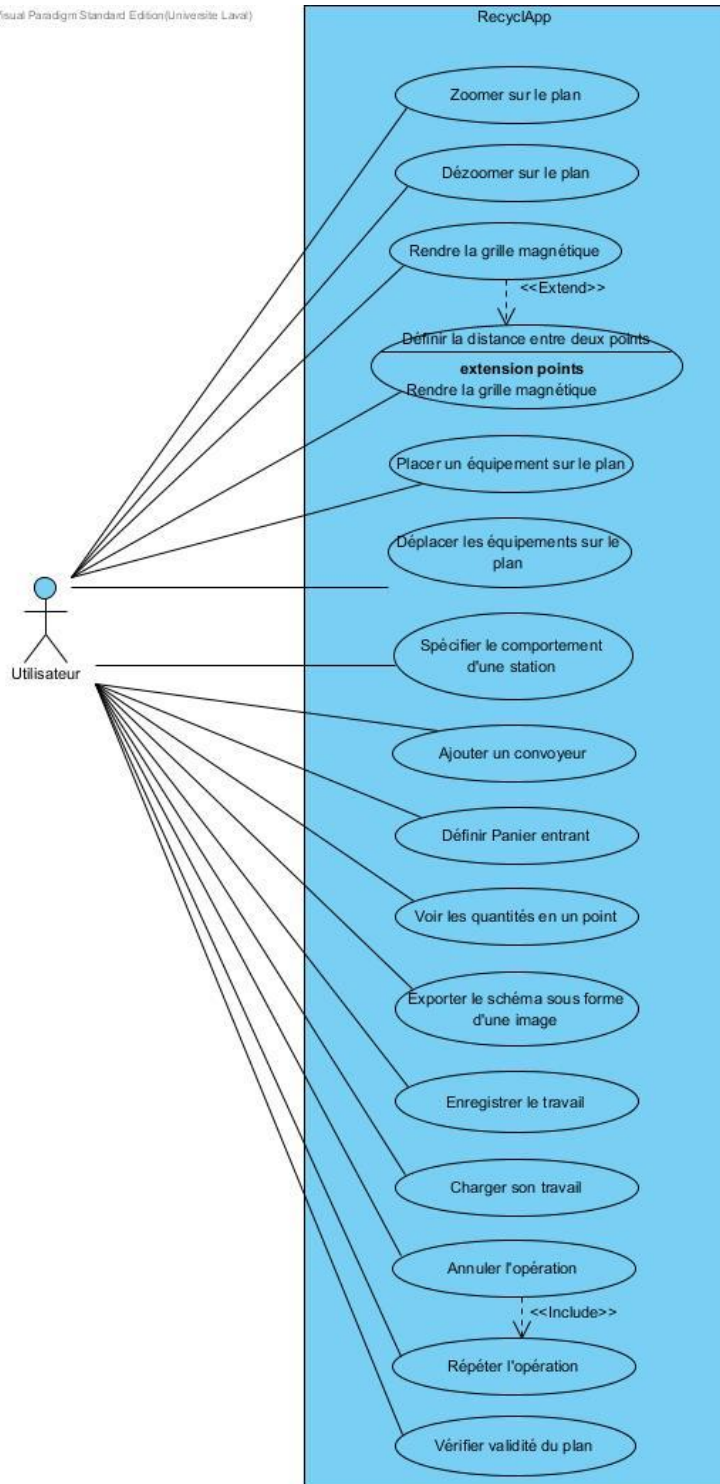 Visual Paradigm Standard Edition(Universite Laval)
RecyclApp
Zoomer sur le plan
Dézoomer sur le plan
Rendre la grille magnétique
<<Extend>>
Définir la distance entre deux points
extension points
Rendre la grille magnétique
Placer un équipement sur le plan
Déplacer les équipements sur le
plan
Utilisateur
Spécifier le comportement
d'une station
Ajouter un convoyeur
Définir Panier entrant
Voir les quantités en un point
Exporter le schéma sous forme
d'une image
Enregistrer le travail
Charger son travail
Annuler l'opération
<<Include>>
Répéter l'opération
Vérifier validité du plan